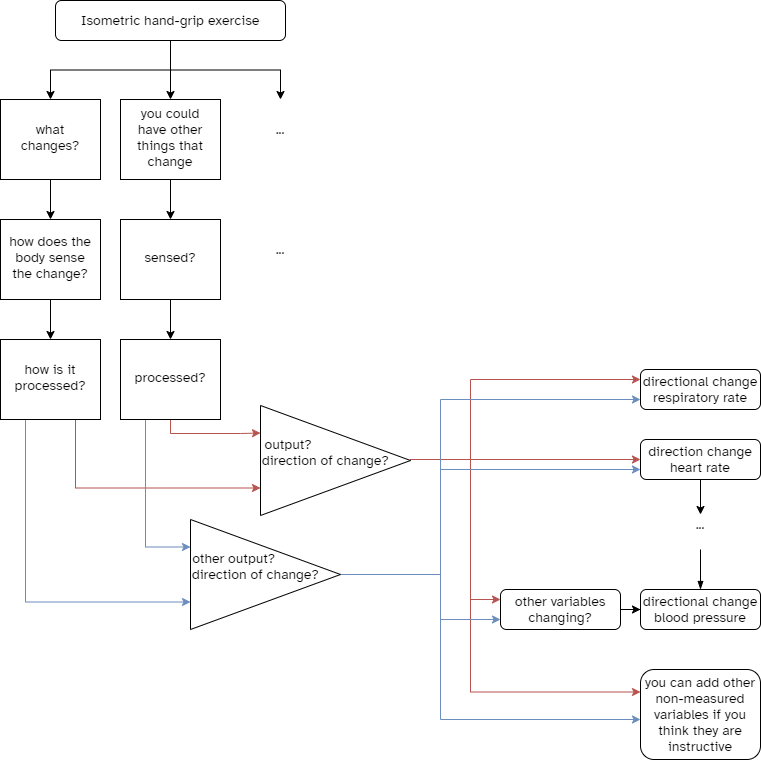 Isometric hand-grip exercise
what
changes?
you could
have other
things that
change
...
how does the
body sense
the change?
sensed?
...
how is it
processed?
processed?
directional change
respiratory rate
output?
direction of change?
direction change
heart rate
...
other output?
direction of change?
other variables
changing?
directional change
blood pressure
you can add other
non-measured
variables if you
think they are
instructive